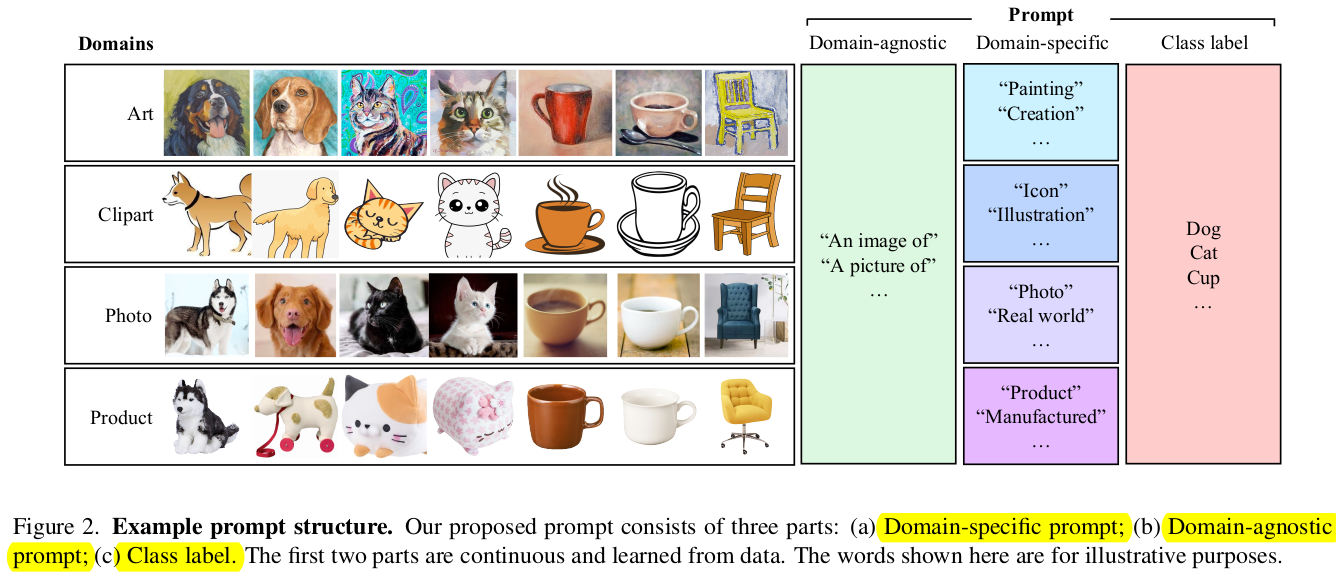 Prompt
Domains
Domain-agnostic
Domain-specific
Class label
Art
Clipart
Photo
Product
“An image of”
“A picture of”
…
“Painting”
“Creation”
…
“Icon”
“Illustration”
…
“Photo”
“Real world”
…
“Product”
“Manufactured”
…
Dog
Cat
Cup
…
Figure 2. Example prompt structure. Our proposed prompt consists of three parts: (a) Domain-specific prompt; (b) Domain-agnostic
prompt; (c) Class label. The first two parts are continuous and learned from data. The words shown here are for illustrative purposes.